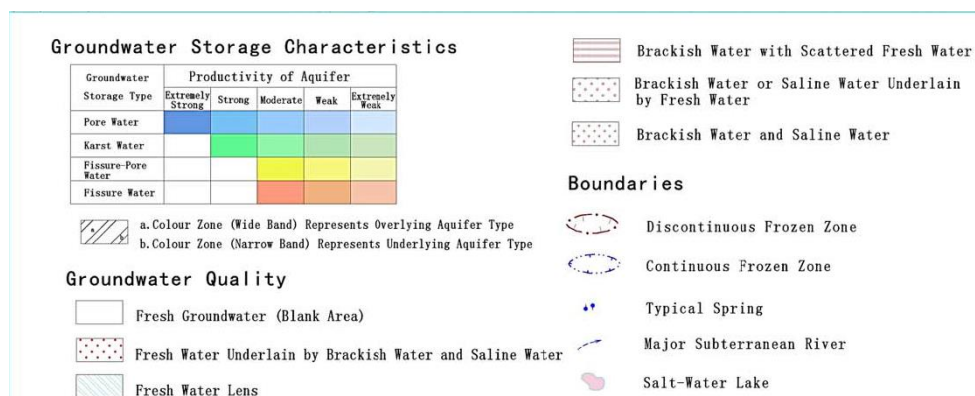 Groundwater Storage Characteristics
Groundwater
Storage Type
Productivity of Aquifer
Extremely
Strong
Strong
Moderate
Weak
Extremely
Weak
Pore Water
Karst Water
Fissure-Pore
Water
Fissure Water
a
b
a.Colour Zone (Wide Band) Represents Overlying Aquifer Type
b.Colour Zone (Narrow Band) Represents Underlying Aquifer Type
Groundwater Quality
Fresh Groundwater (Blank Area)
Fresh Water Underlain by Brackish Water and Saline Water
Fresh Water Lens
Brackish Water with Scattered Fresh Water
Brackish Water or Saline Water Underlain
by Fresh Water
Brackish Water and Saline Water
Boundaries
Discontinuous Frozen Zone
Continuous Frozen Zone
Typical Spring
Major Subterranean River
Salt-Water Lake